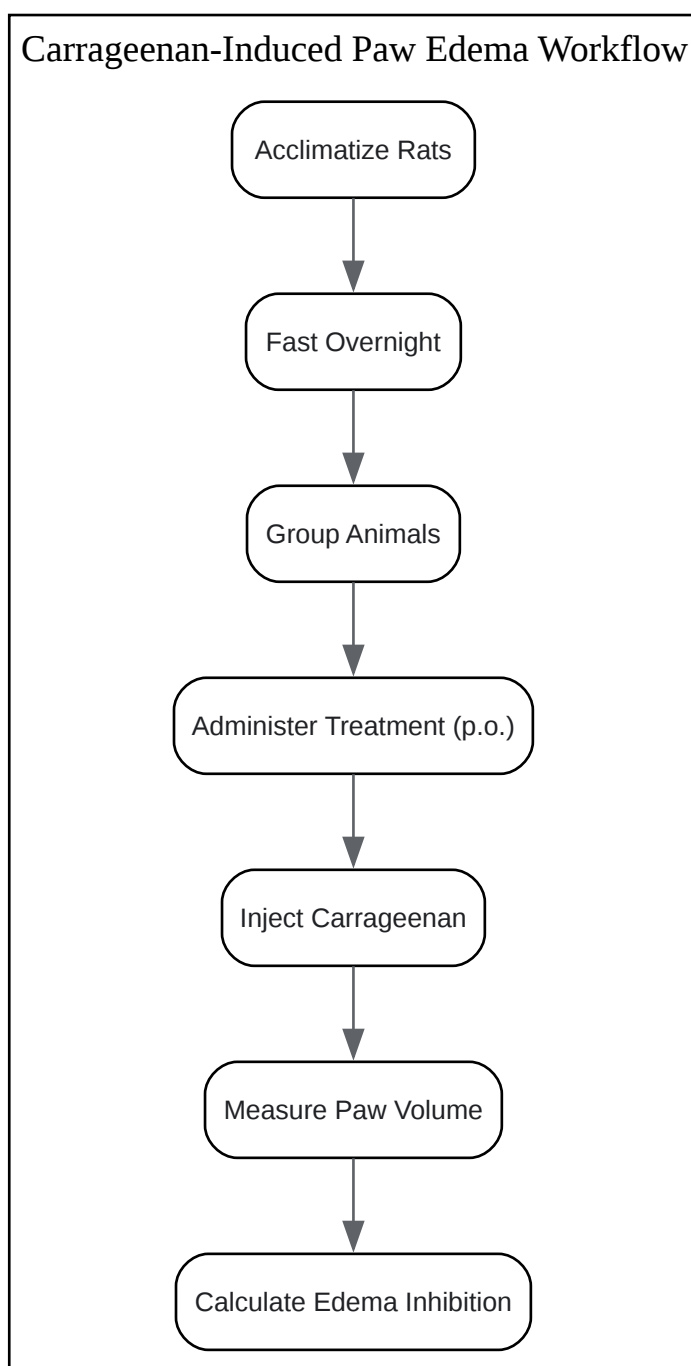 Carrageenan-Induced Paw Edema Workflow
Acclimatize Rats
Fast Overnight
Group Animals
Administer Treatment (p.o.)
Inject Carrageenan
Measure Paw Volume
Calculate Edema Inhibition